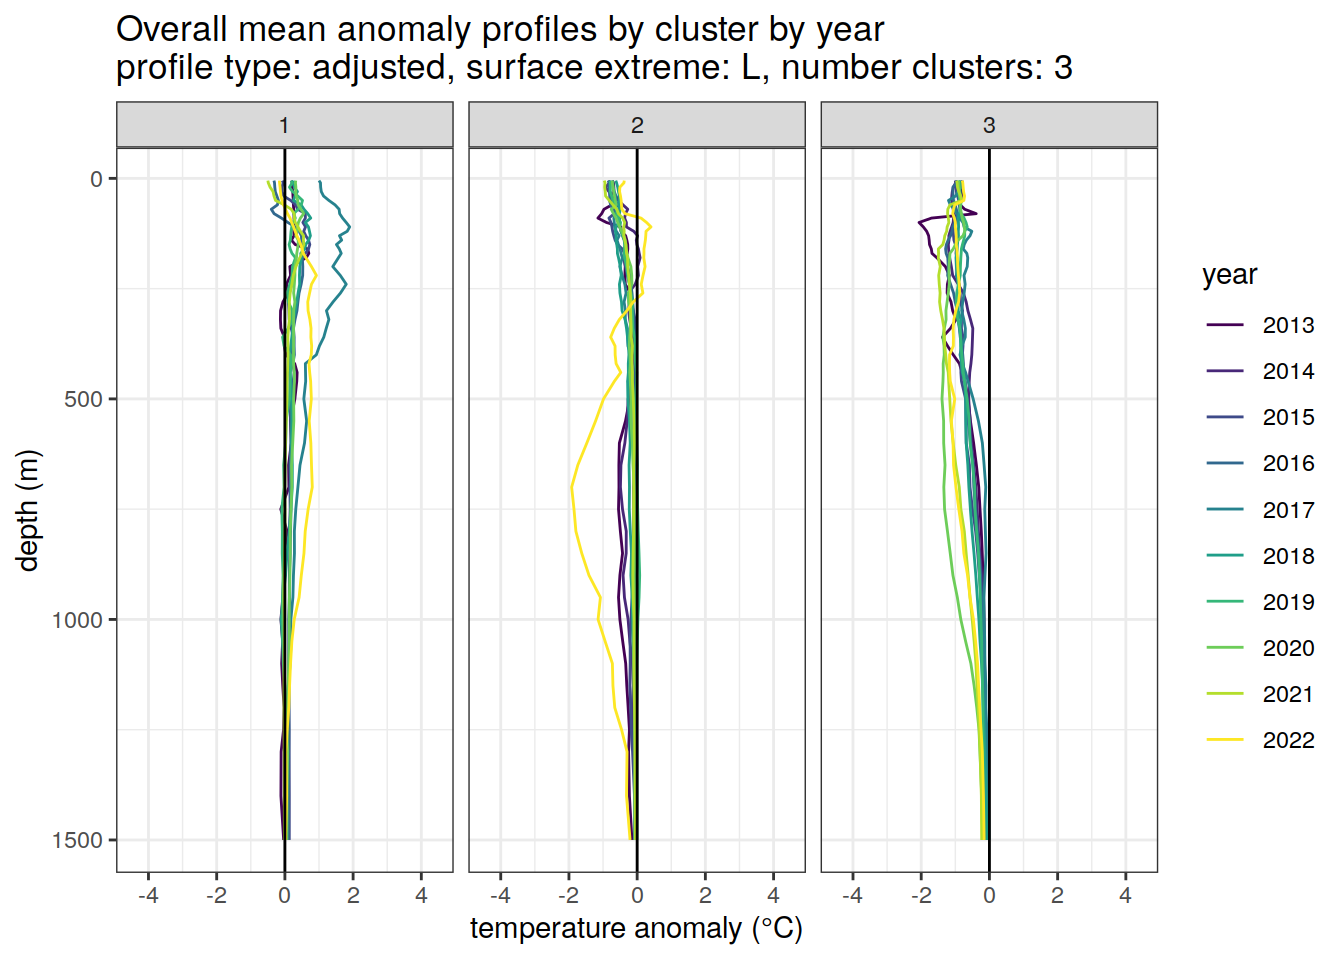 Overall mean anomaly profiles by cluster by year
profile type: adjusted, surface extreme: L, number clusters: 3
1
2
3
0
500
1000
1500
depth (m)
-4 -2 0 2 4
-4 -2 0 2 4
-4 -2 0 2 4
temperature anomaly (°C)
year
2013
2014
2015
2016
2017
2018
2019
2020
2021
2022